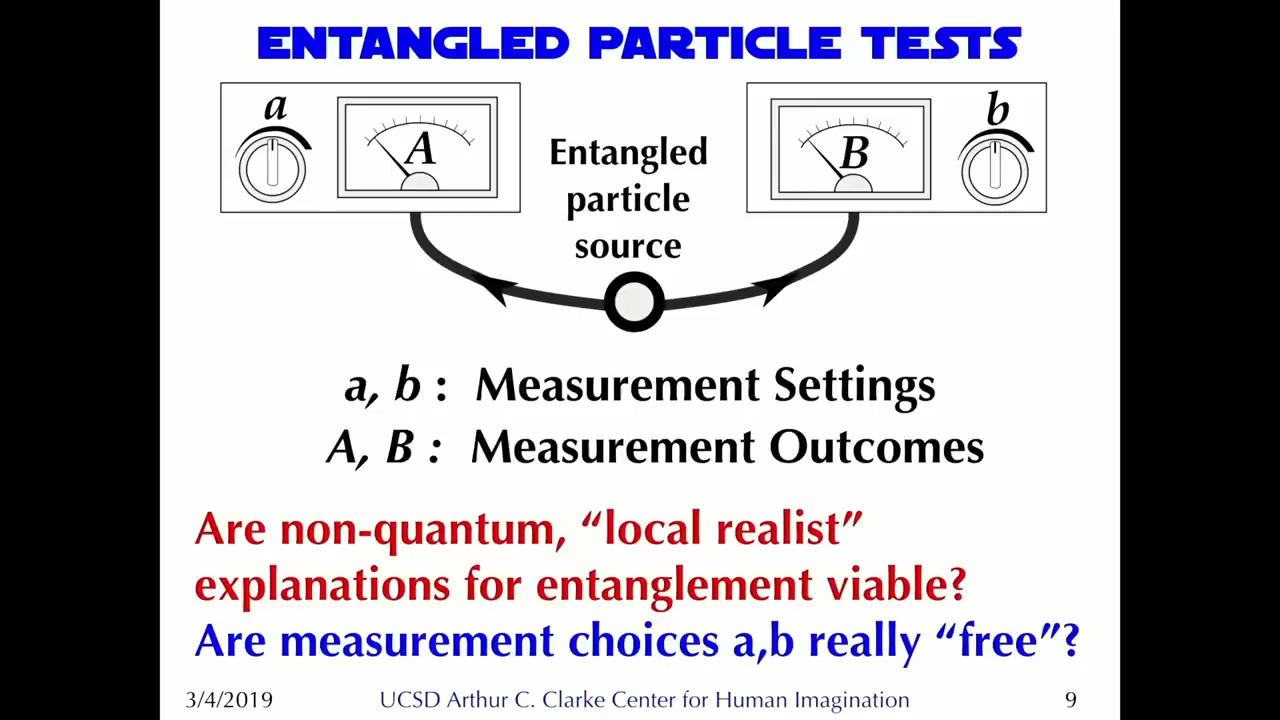 ENTANGLED PARTICLE TESTS
a
A
Entangled
particle
source
B
b
a, b : Measurement Settings
A, B : Measurement Outcomes
Are non-quantum, “local realist”
explanations for entanglement viable?
Are measurement choices a,b really “free”?
3/4/2019 UCSD Arthur C. Clarke Center for Human Imagination 9